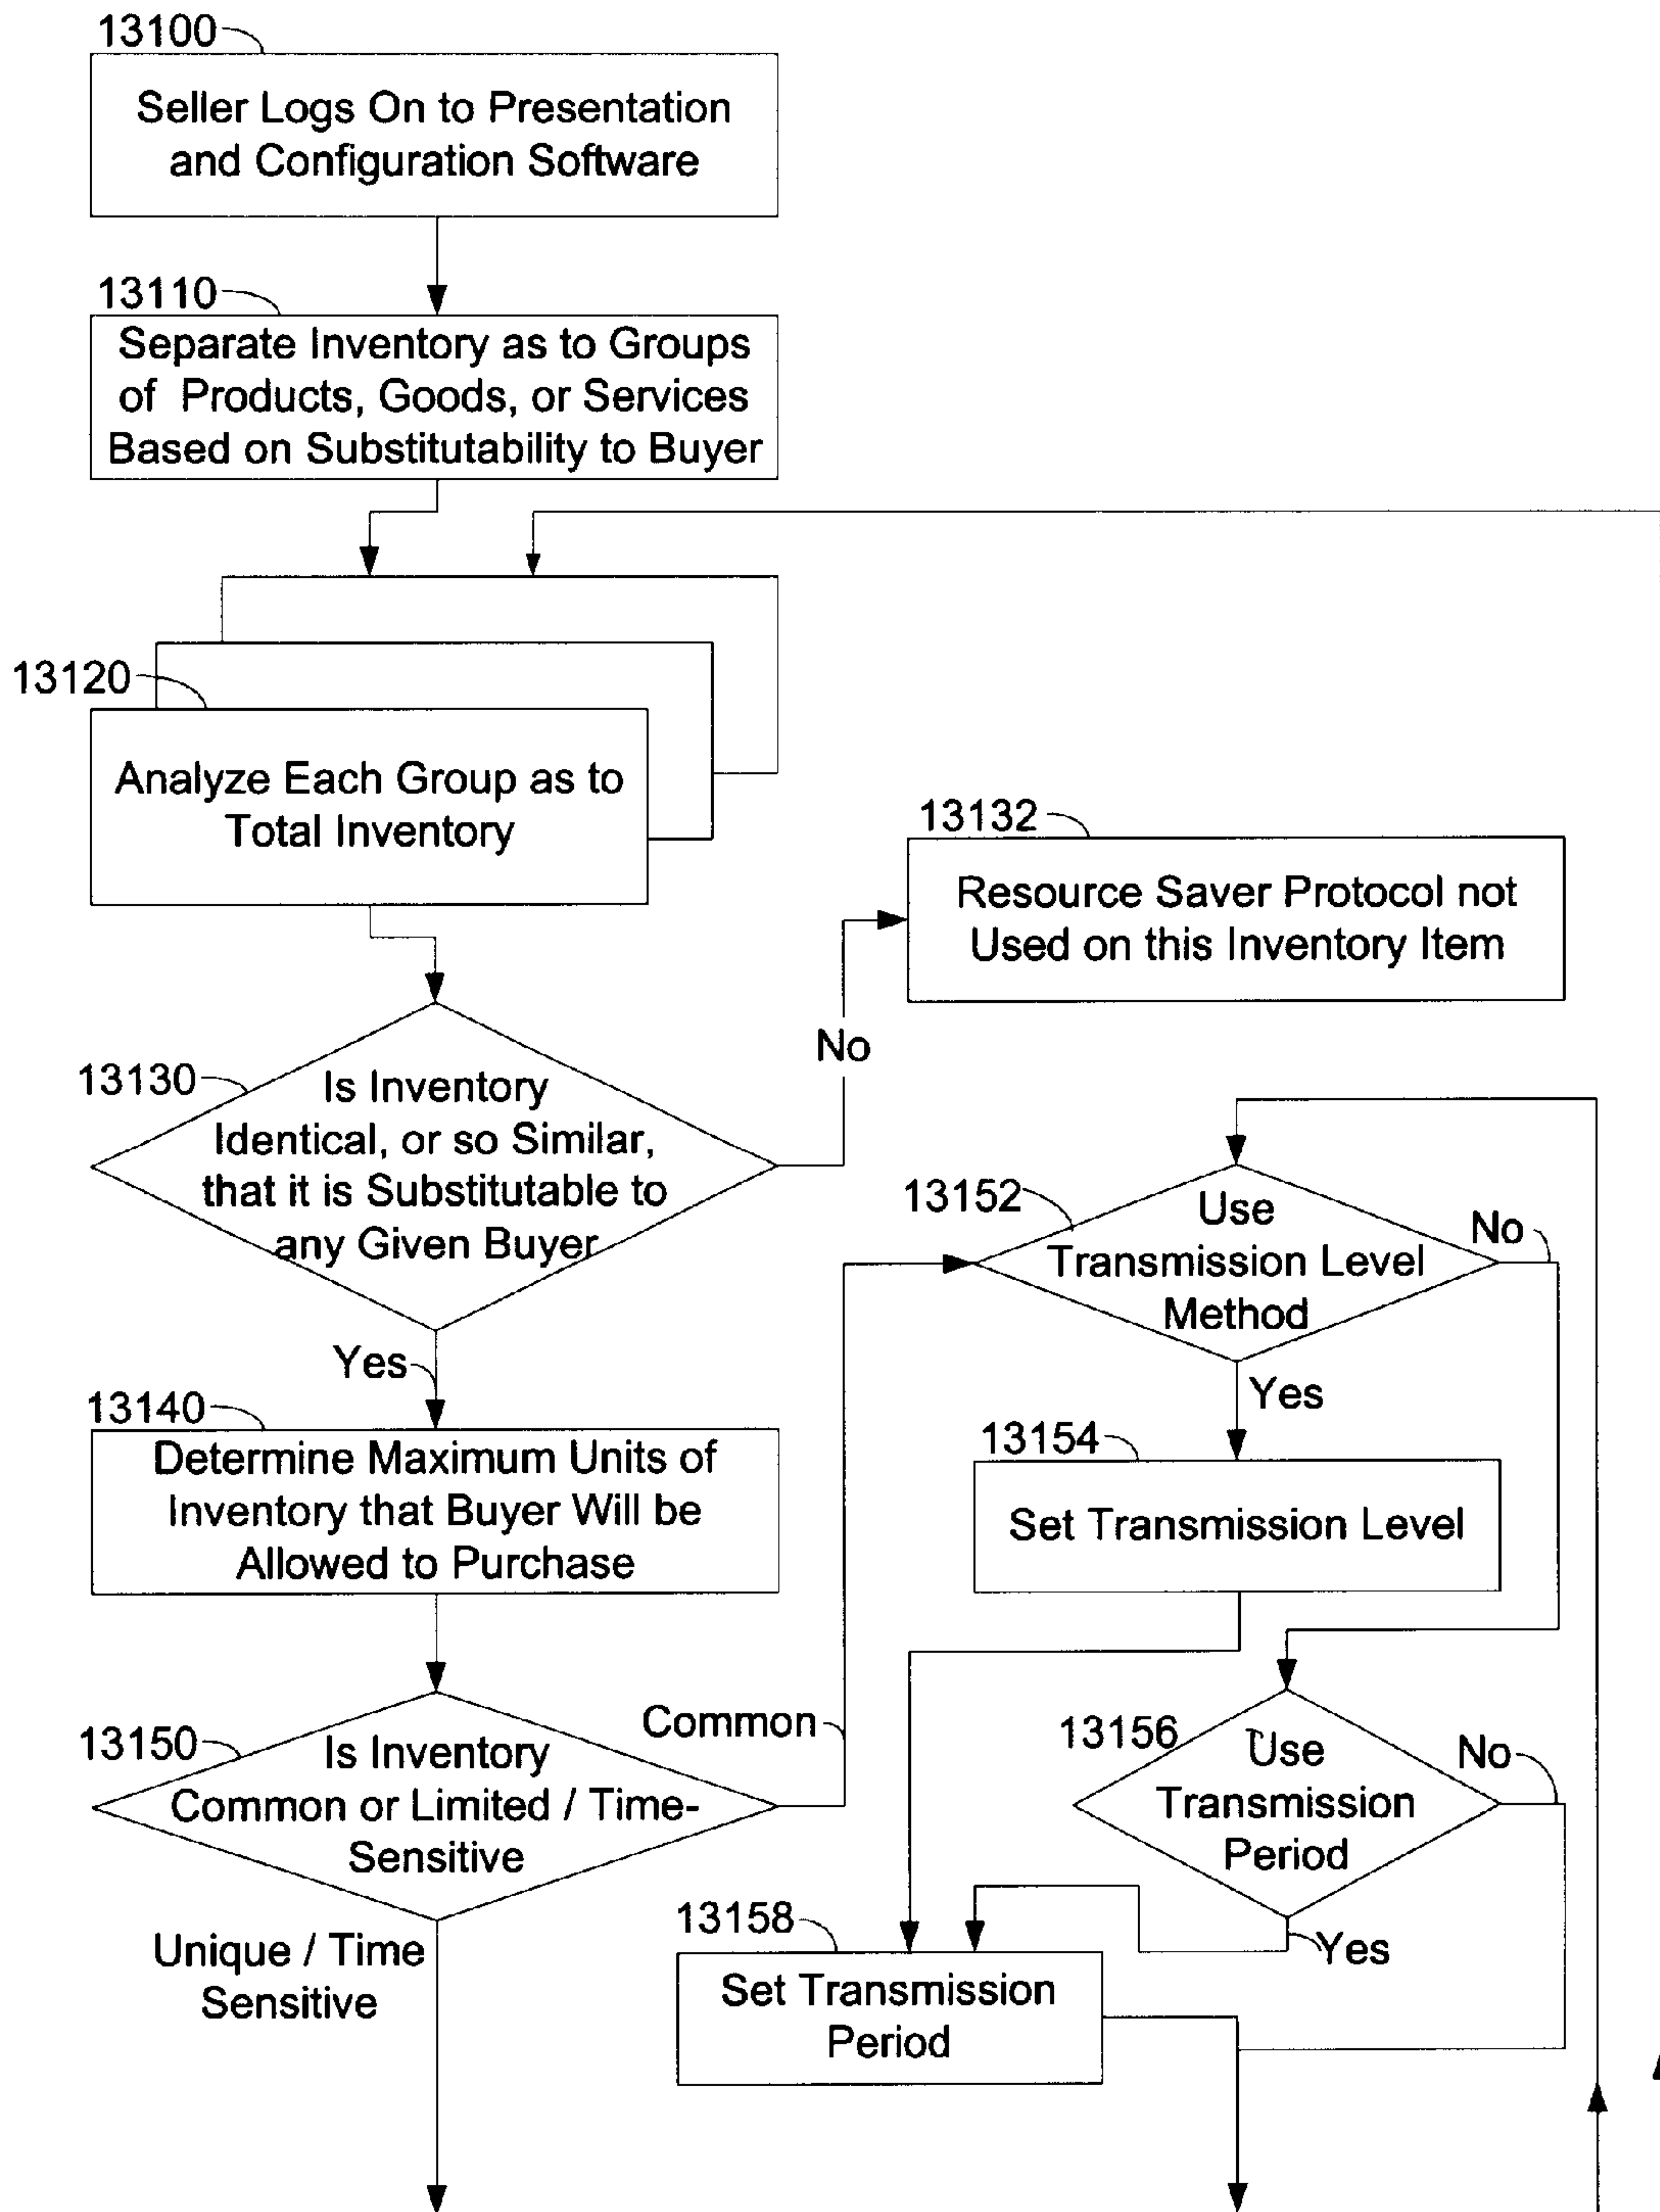 13100
Seller Logs On to Presentation
and Configuration Software
13110
Separate Inventory as to Groups
of Products, Goods, or Services
Based on Substitutability to Buyer
13120
Analyze Each Group as to
Total Inventory
13132
Resource Saver Protocol not
Used on this Inventory Item
No
13130
Is Inventory
Identical, or so Similar,
that it is Substitutable to
any Given Buyer
Yes
13152
Use
Transmission Level
Method
No
Yes
13140
Determine Maximum Units of
Inventory that Buyer Will be
Allowed to Purchase
13154
Set Transmission Level
13150
Is Inventory
Common or Limited / Time-
Sensitive
Common
Unique / Time
Sensitive
13156
Use
Transmission
Period
No
Yes
13158
Set Transmission
Period